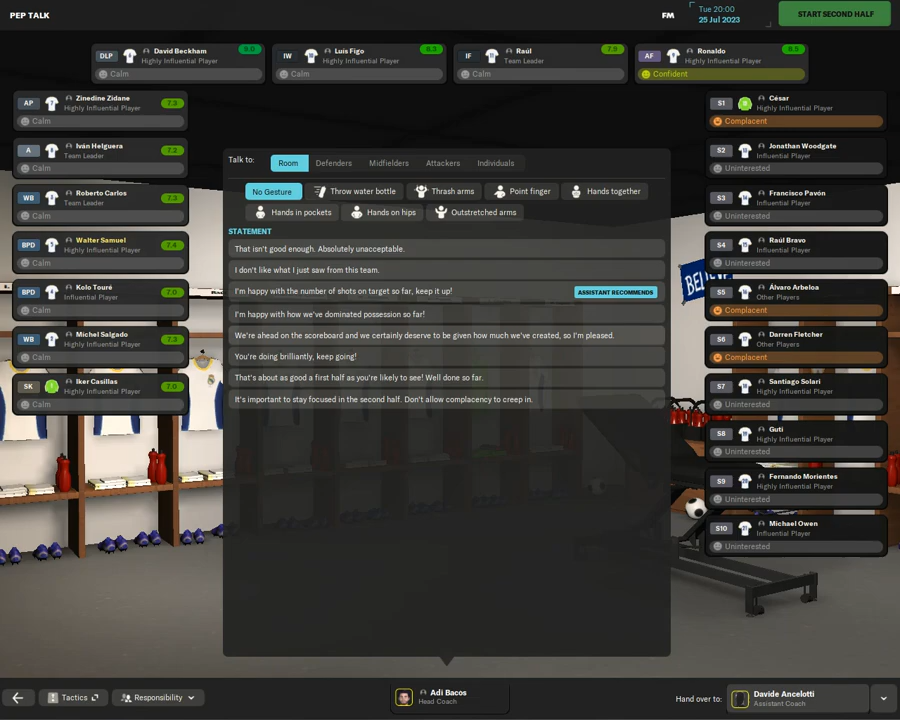 PEP TALK
FM
Tue 20:00
25 Jul 2023
START SECOND HALF
DLP
David Beckham
Highly Influential Player
Calm
IW
Luís Figo
8.3
Highly Influential Player
Calm
IF
Raúl
7.9
Team Leader
Calm
AF
Ronaldo
Highly Influential Player
Confident
AP
Zinedine Zidane
7.3
Highly Influential Player
Calm
A
Iván Helguera
7.2
Team Leader
Calm
WB
Roberto Carlos
7.3
Team Leader
Calm
BPD
Walter Samuel
7.4
Highly Influential Player
Calm
BPD
Kolo Touré
7.0
Influential Player
Calm
WB
Michel Salgado
7.3
Highly Influential Player
Calm
SK
Iker Casillas
7.0
Highly Influential Player
Calm
Talk to:
Room
Defenders
Midfielders
Attackers
Individuals
No Gesture
Throw water bottle
Thrash arms
Point finger
Hands together
Hands in pockets
Hands on hips
Outstretched arms
STATEMENT
That isn't good enough. Absolutely unacceptable.
I don't like what I just saw from this team.
I'm happy with the number of shots on target so far, keep it up!
ASSISTANT RECOMMENDS
I'm happy with how we've dominated possession so far!
We're ahead on the scoreboard and we certainly deserve to be given how much we've created, so I'm pleased.
You're doing brilliantly, keep going!
That's about as good a first half as you're likely to see! Well done so far.
It's important to stay focused in the second half. Don't allow complacency to creep in.
S1
César
Highly Influential Player
Complacent
S2
Jonathan Woodgate
Influential Player
Uninterested
S3
Francisco Pavón
Highly Influential Player
Uninterested
S4
Raúl Bravo
Influential Player
Uninterested
S5
Álvaro Arbeloa
Other Players
Complacent
S6
Darren Fletcher
Other Players
Complacent
S7
Santiago Solari
Highly Influential Player
Uninterested
S8
Guti
Highly Influential Player
Uninterested
S9
Fernando Morientes
Highly Influential Player
Uninterested
S10
Michael Owen
Influential Player
Uninterested
Tactics
Responsibility
Adi Bacos
Head Coach
Hand over to:
Davide Ancelotti
Assistant Coach